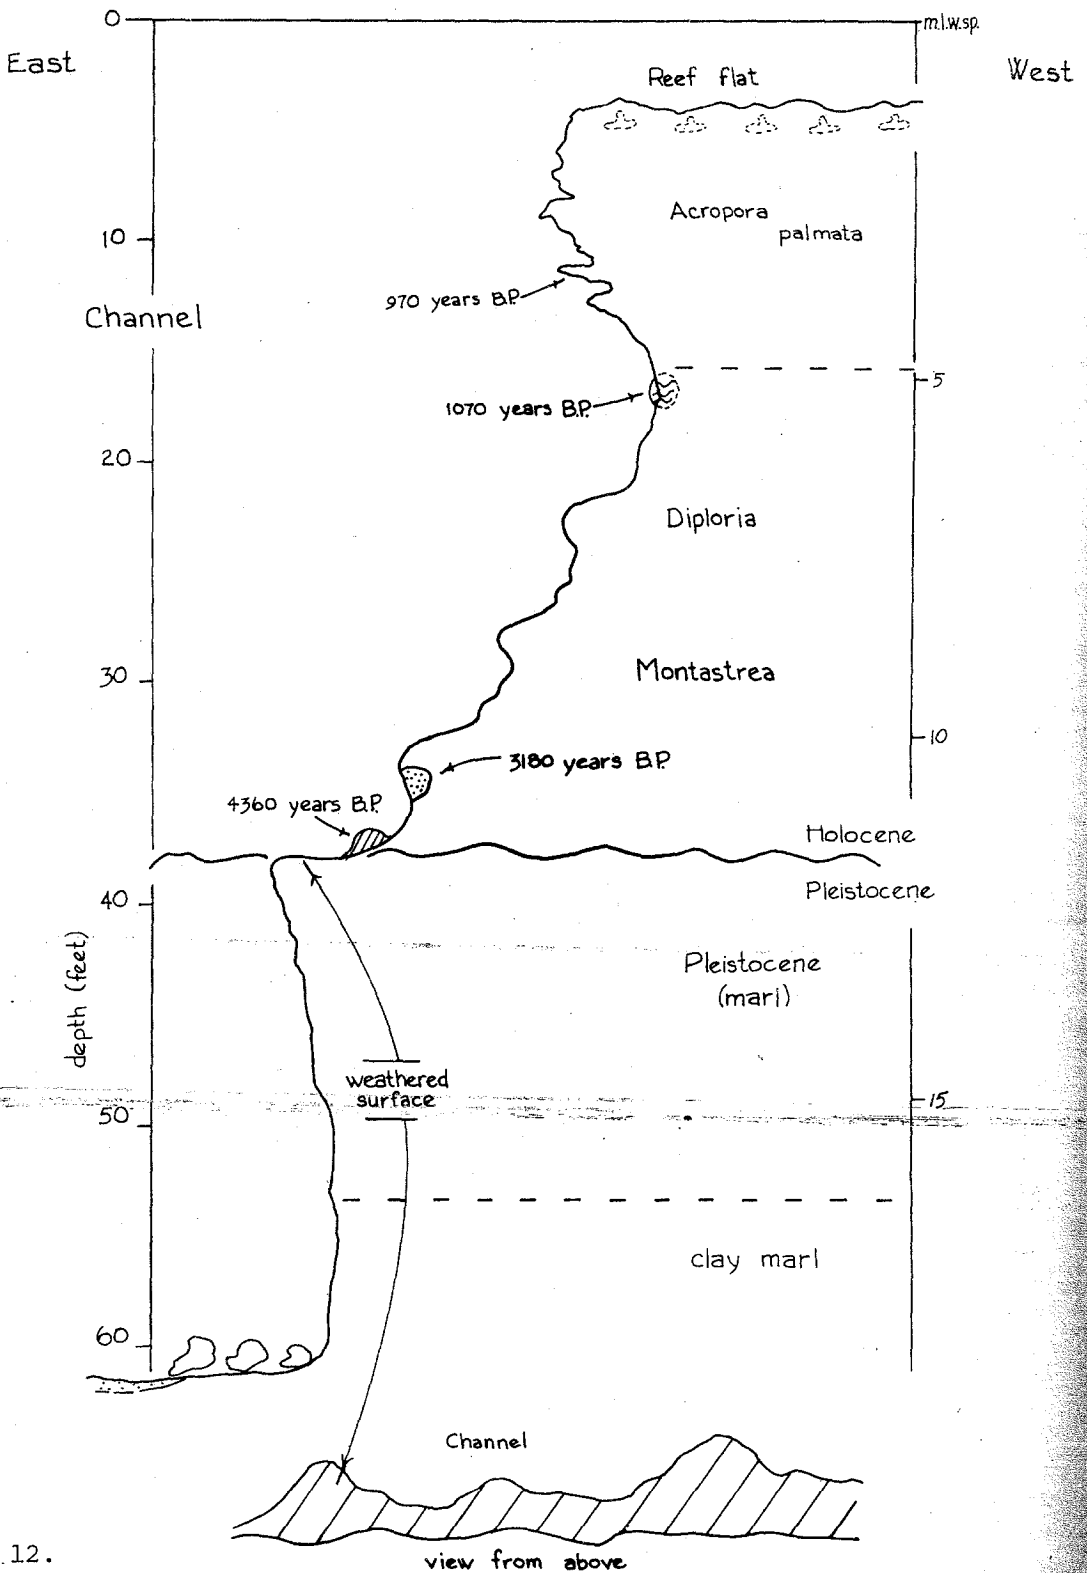 0
m.l.w.sp.
East
West
Reef flat
Acropora
palmata
10
970 years B.P.
Channel
5
1070 years B.P.
20
Diploria
30
Montastrea
10
3180 years B.P.
4360 years B.P.
Holocene
Pleistocene
40
depth (feet)
Pleistocene
(marl)
weathered
surface
15
50
clay marl
60
Channel
12.
view from above